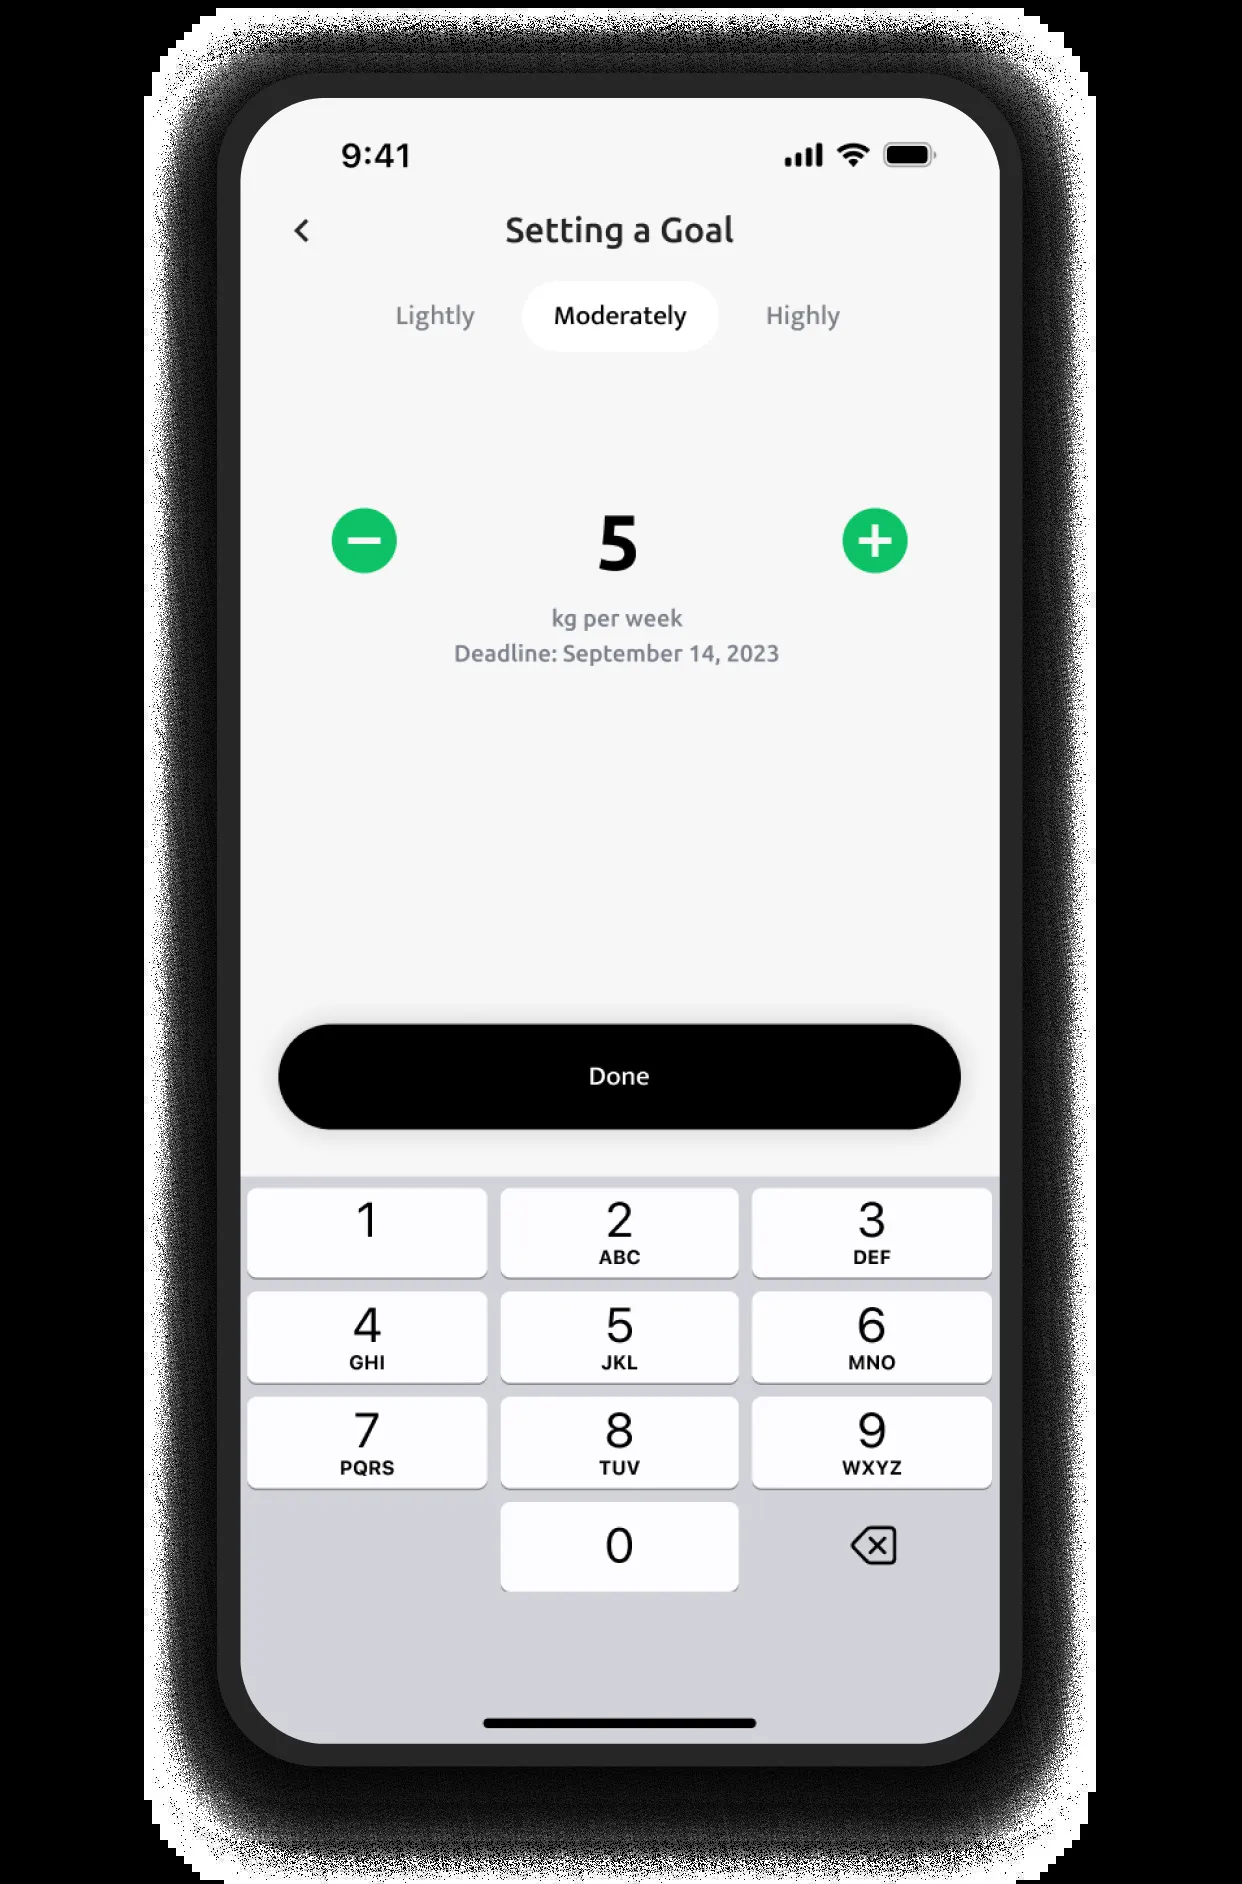 9:41
Setting a Goal
Lightly Moderately Highly
5
kg per week
Deadline: September 14, 2023
Done
1 2 3
ABC DEF
4 5 6
GHI JKL MNO
7 8 9
PQRS TUV WXYZ
0